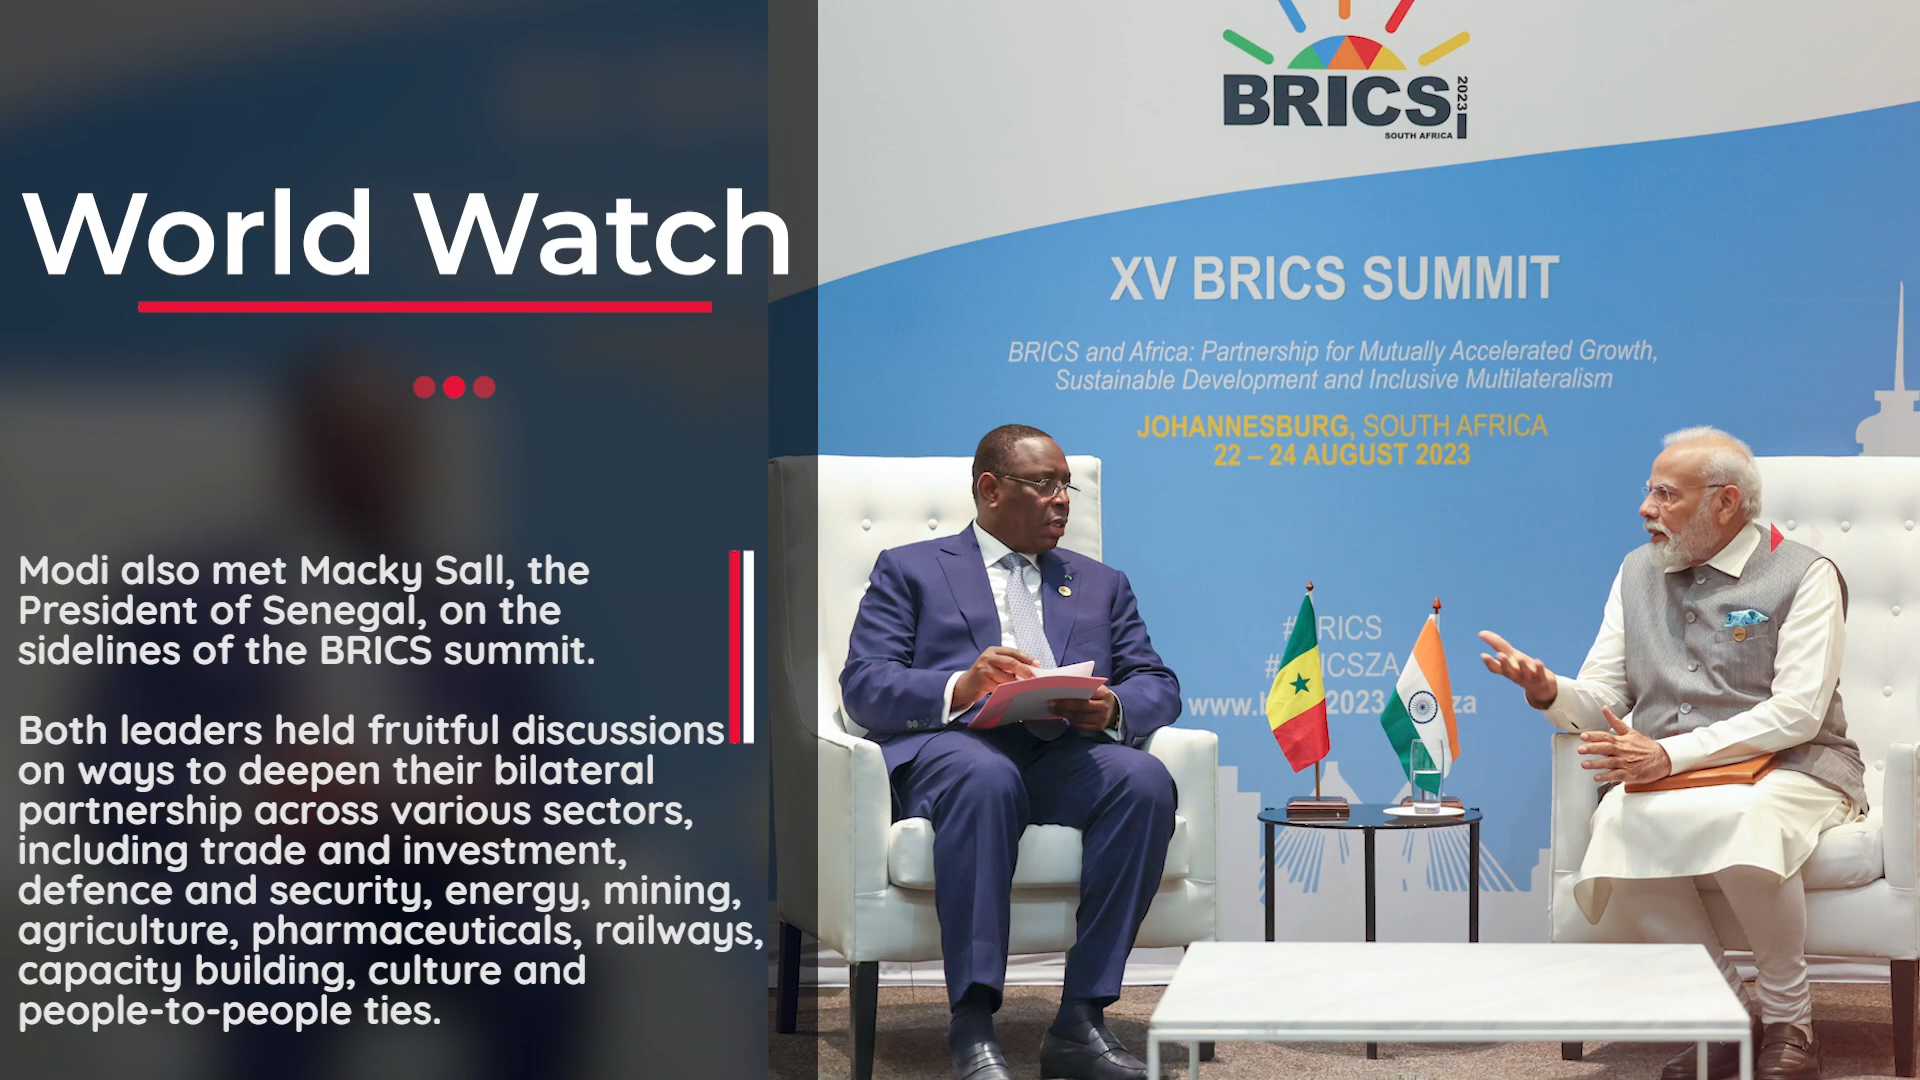 World Watch
Modi also met Macky Sall, the
President of Senegal, on the
sidelines of the BRICS summit.
Both leaders held fruitful discussions
on ways to deepen their bilateral
partnership across various sectors,
including trade and investment,
defence and security, energy, mining,
agriculture, pharmaceuticals, railways,
capacity building, culture and
people-to-people ties.
BRICS
2023
SOUTH AFRICA
XV BRICS SUMMIT
BRICS and Africa: Partnership for Mutually Accelerated Growth,
Sustainable Development and Inclusive Multilateralism
JOHANNESBURG, SOUTH AFRICA
22 – 24 AUGUST 2023